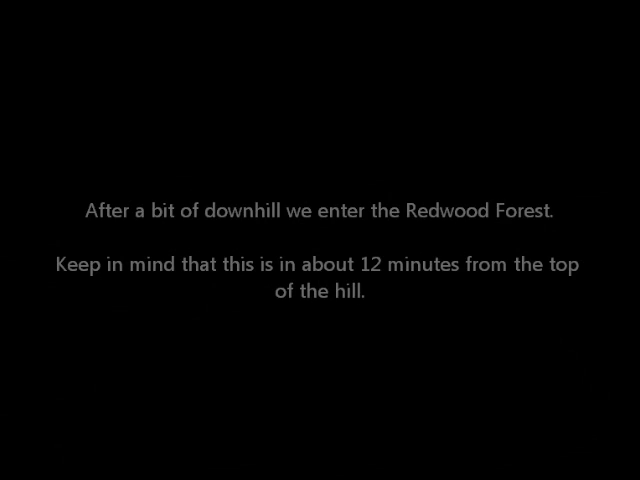 After a bit of downhill we enter the Redwood Forest.
Keep in mind that this is in about 12 minutes from the top
of the hill.